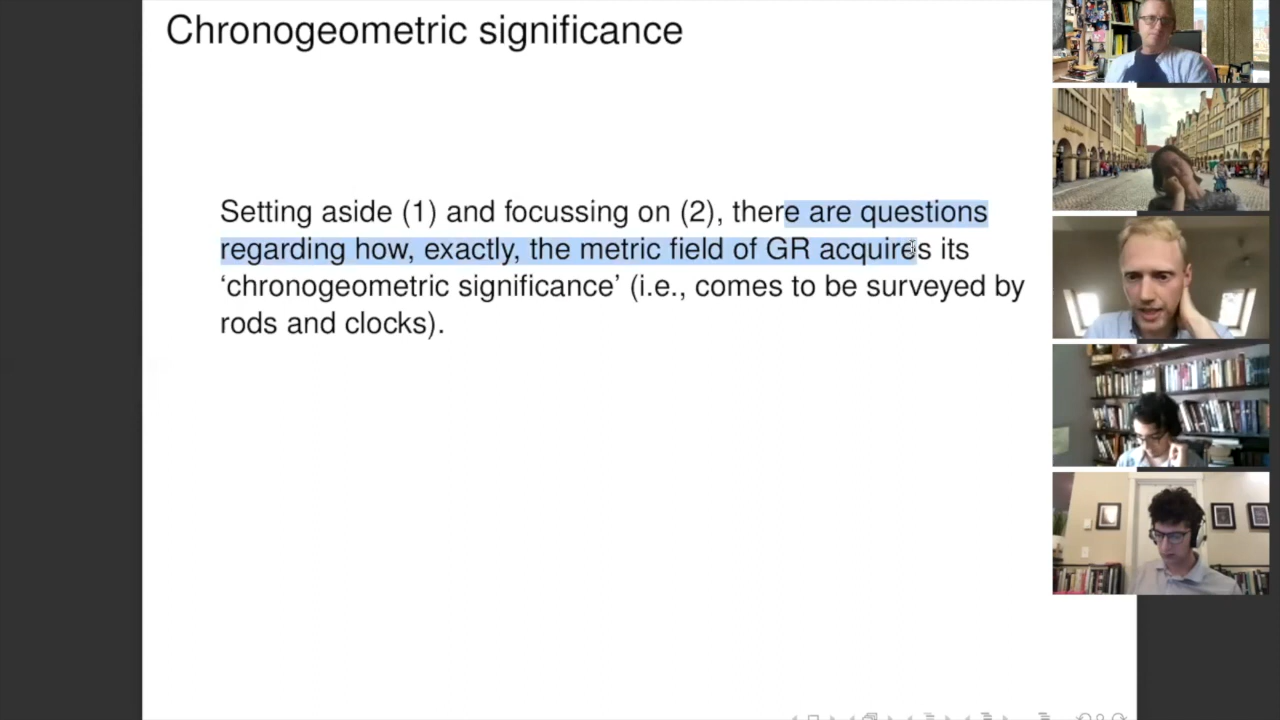 Chronogeometric significance
Setting aside (1) and focussing on (2), there are questions
regarding how, exactly, the metric field of GR acquires its
‘chronogeometric significance’ (i.e., comes to be surveyed by
rods and clocks).